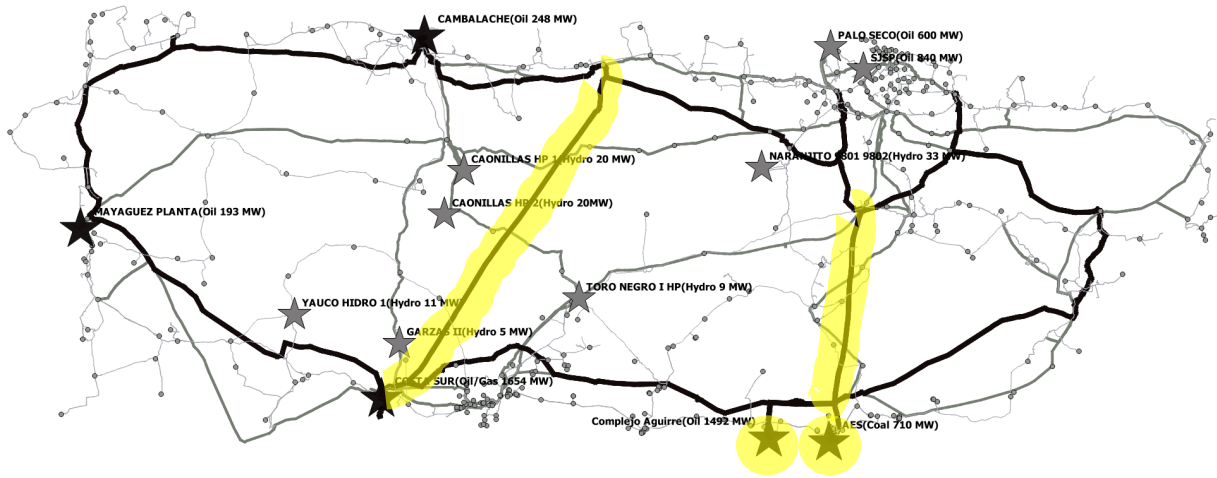 CAMBALACHE(Oil 248 MW)
PALO SECO(Oil 600 MW)
SJSP(Oil 840 MW)
CAONILLAS HP 1(Hydro 20 MW)
NARANJITO 9801 9802(Hydro 33 MW)
CAONILLAS HP 2(Hydro 20MW)
MAYAGUEZ PLANTA(Oil 193 MW)
TORO NEGRO I HP(Hydro 9 MW)
YAUCO HIDRO 1(Hydro 11 MW)
GARZAS II(Hydro 5 MW)
COSTA SUR(Oil/Gas 1654 MW)
Complejo Aguirre(Oil 1492 MW)
AES(Coal 710 MW)